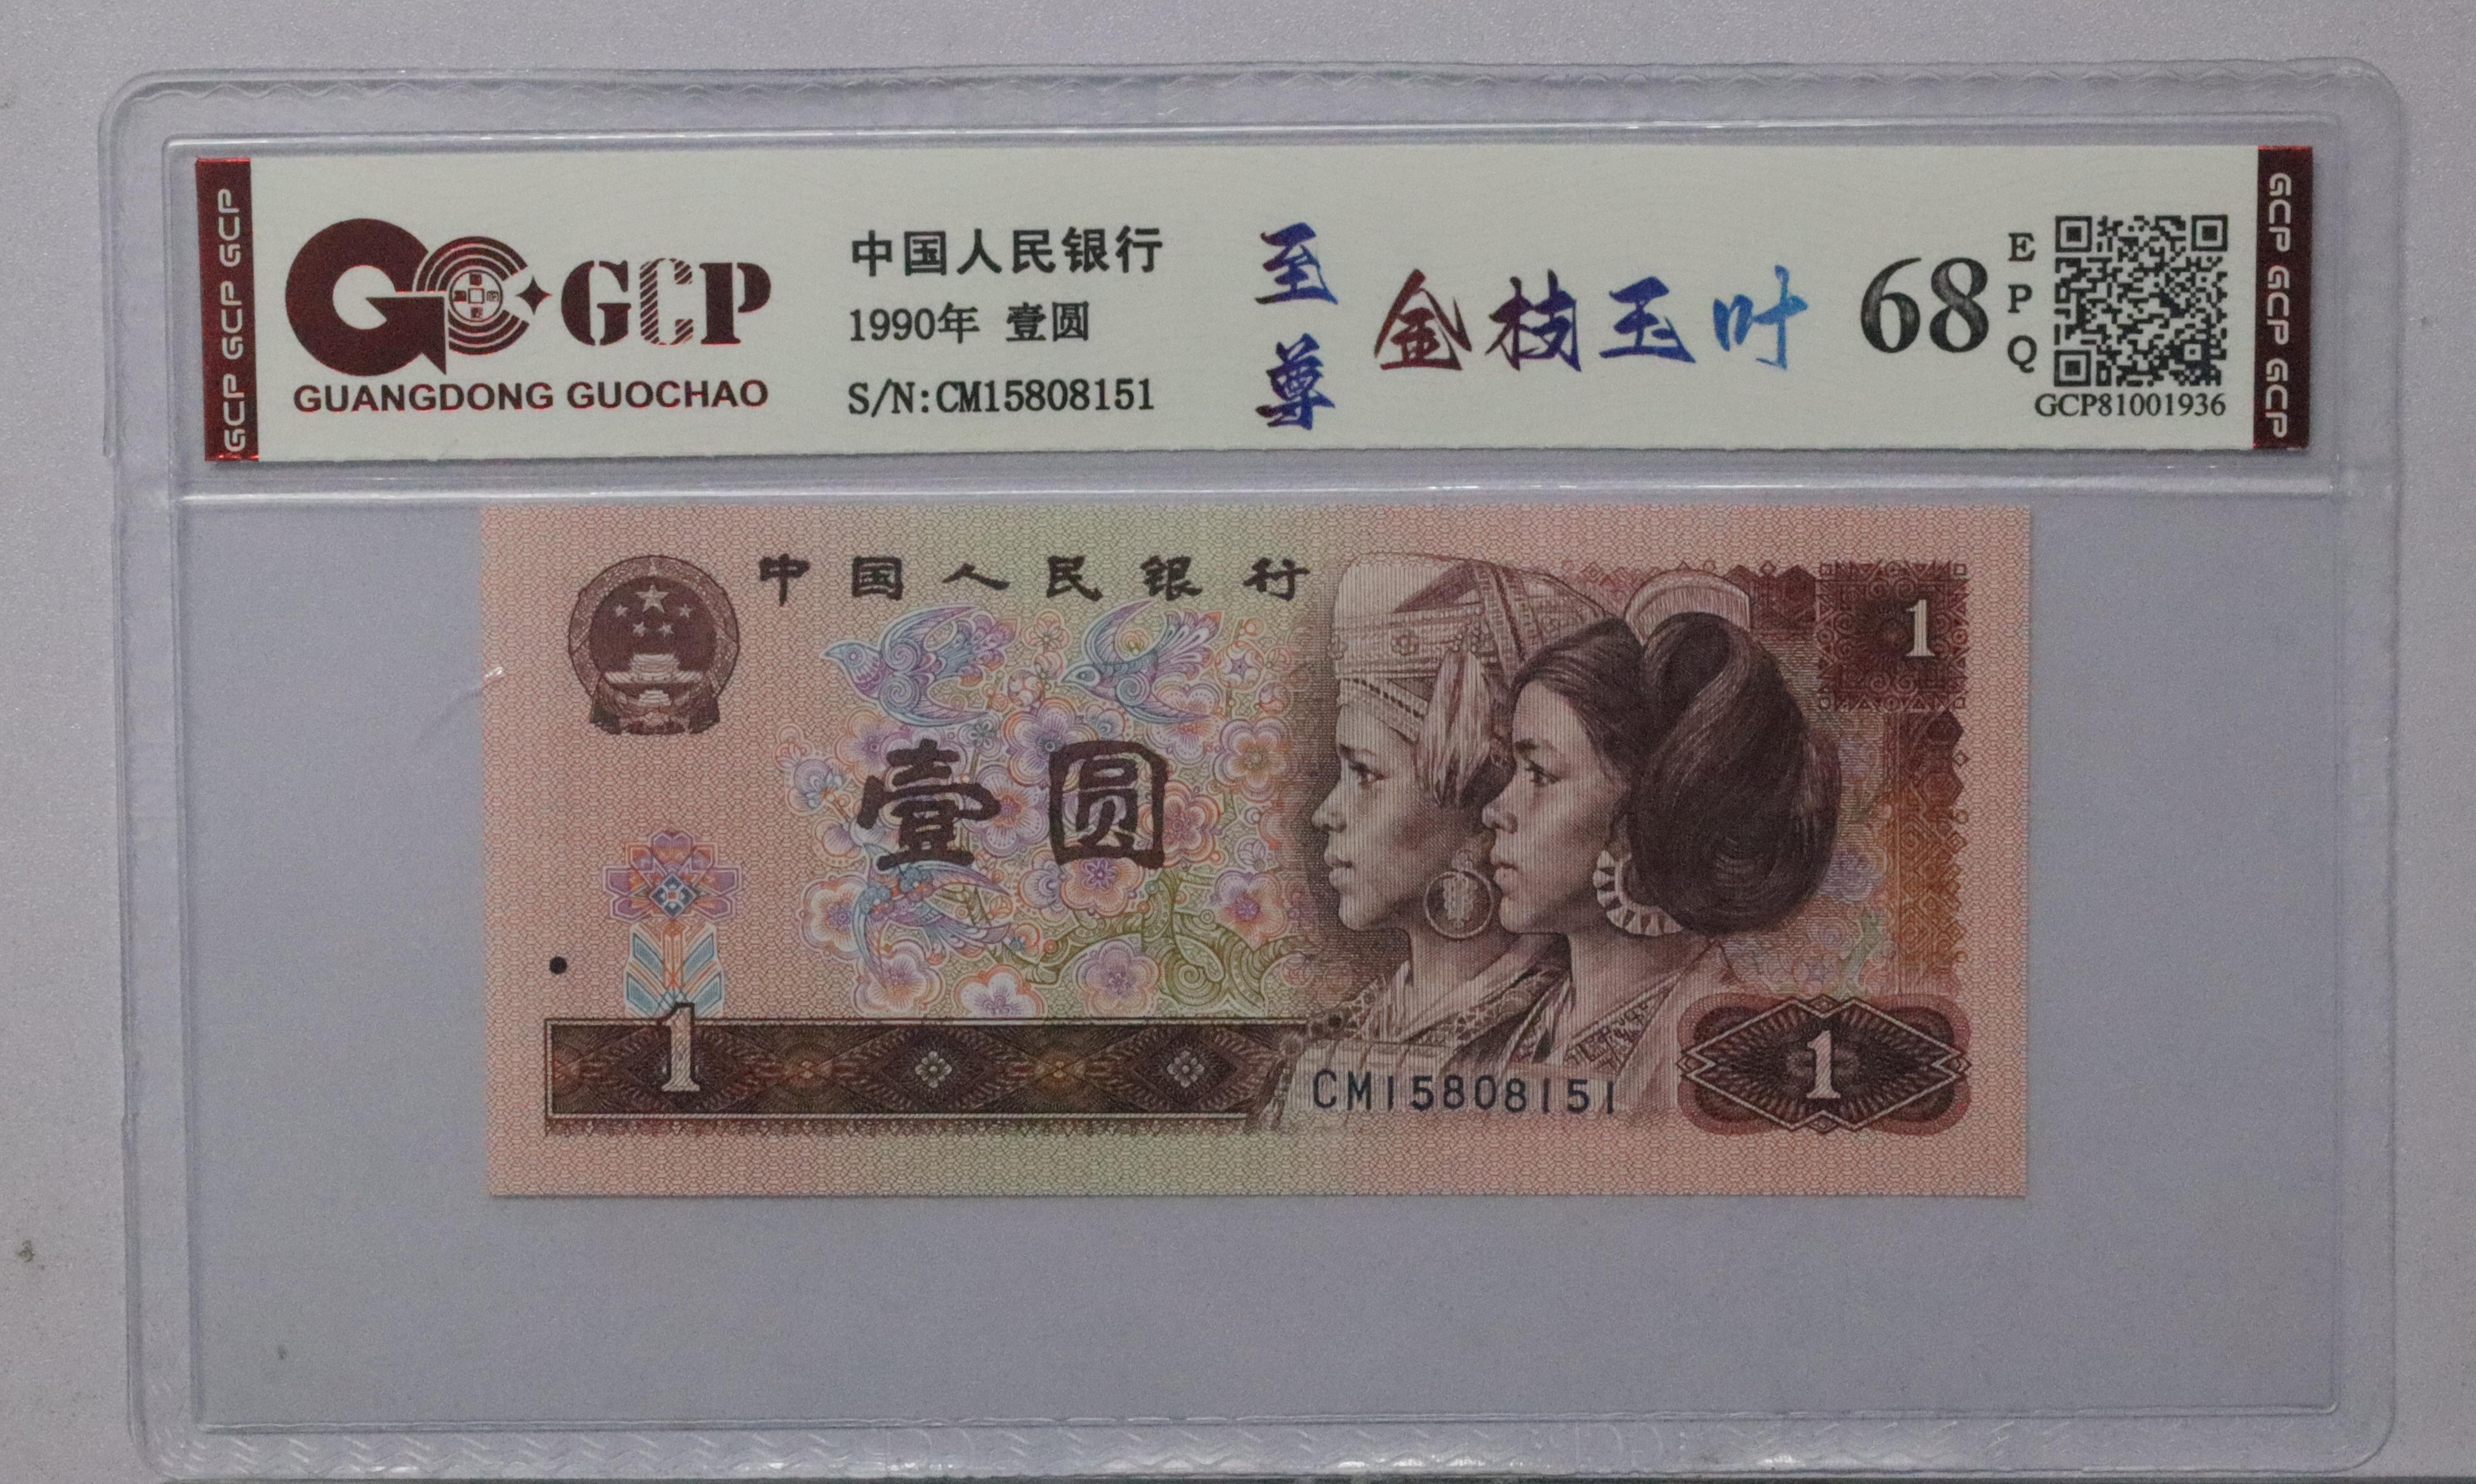 GCP GCP GCP
GCP
GUANGDONG GUOCHAO
中国人民银行
1990年 壹圆
S/N:CM15808151
至尊
金枝玉叶
68
EPQ
GCP81001936
GCP GCP GCP
中国人民银行
1
壹圆
1
CM15808151
1